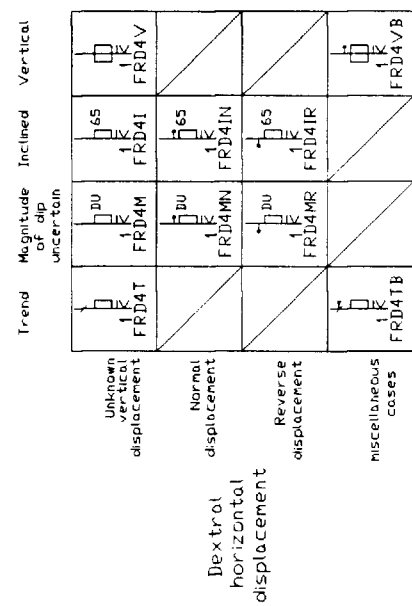 Trend
Magnitude
of dip
uncertain
Inclined
Vertical
Dextral
horizontal
displacement
Unknown
vertical
displacement
FRD4T
DU
FRD4M
65
FRD4I
FRD4V
Normal
displacement
DU
FRD4MN
65
FRD4IN
Reverse
displacement
DU
FRD4MR
65
FRD4IR
miscellaneous
cases
FRD4TB
FRD4VB